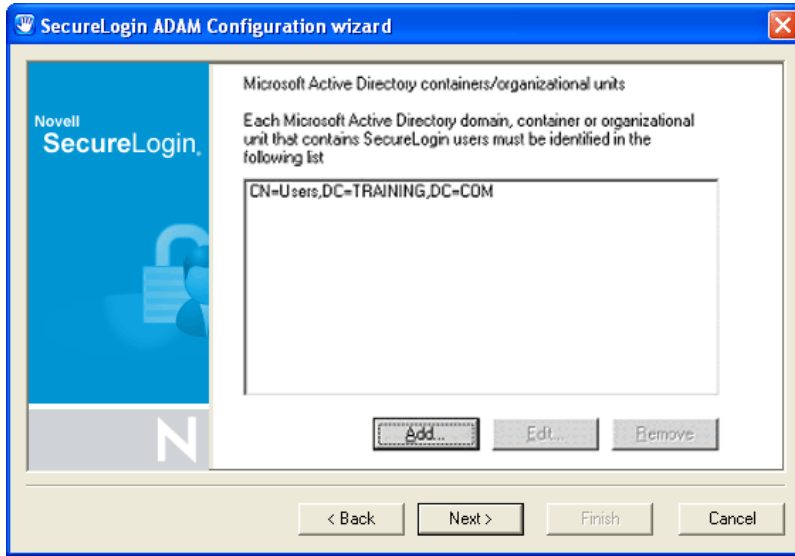 SecureLogin ADAM Configuration wizard
Novell
SecureLogin.
N
Microsoft Active Directory containers/organizational units
Each Microsoft Active Directory domain, container or organizational
unit that contains SecureLogin users must be identified in the
following list
CN=Users,DC=TRAINING,DC=COM
Add...
Edit...
Remove
< Back
Next >
Finish
Cancel